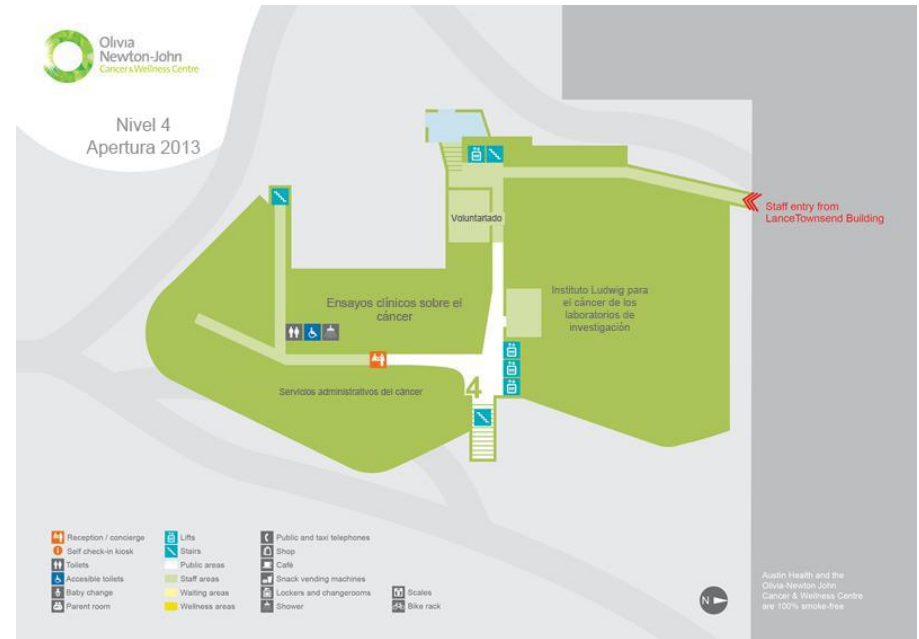 Olivia
Newton-John
Cancer & Wellness Centre
Nivel 4
Apertura 2013
Staff entry from
LanceTownsend Building
Voluntariado
Instituto Ludwig para
el cáncer de los
laboratorios de
investigación
Ensayos clínicos sobre el
cáncer
Servicios administrativos del cáncer
4
Reception / concierge
Self check-in kiosk
Toilets
Accesible toilets
Baby change
Parent room
Lifts
Stairs
Public areas
Staff areas
Waiting areas
Wellness areas
Public and taxi telephones
Shop
Café
Snack vending machines
Lockers and changerooms
Shower
Scales
Bike rack
N
Austin Health and the
Olivia Newton John
Cancer & Wellness Centre
are 100% smoke-free